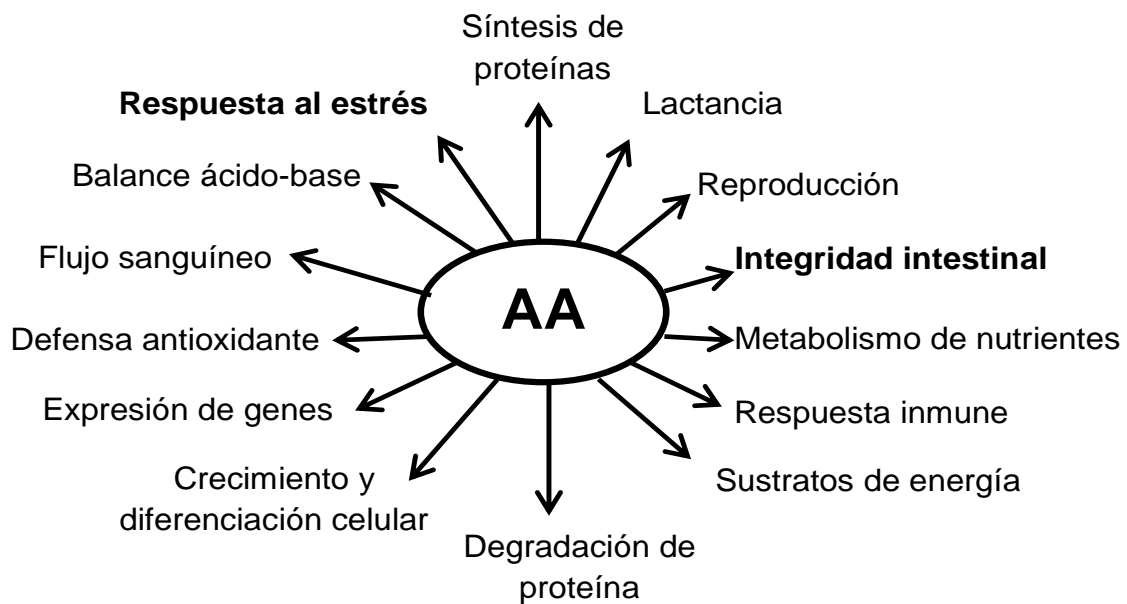 Síntesis de
proteínas
Respuesta al estrés
Lactancia
Balance ácido-base
Reproducción
Flujo sanguíneo
Integridad intestinal
AA
Defensa antioxidante
Metabolismo de nutrientes
Expresión de genes
Respuesta inmune
Crecimiento y
diferenciación celular
Sustratos de energía
Degradación de
proteína